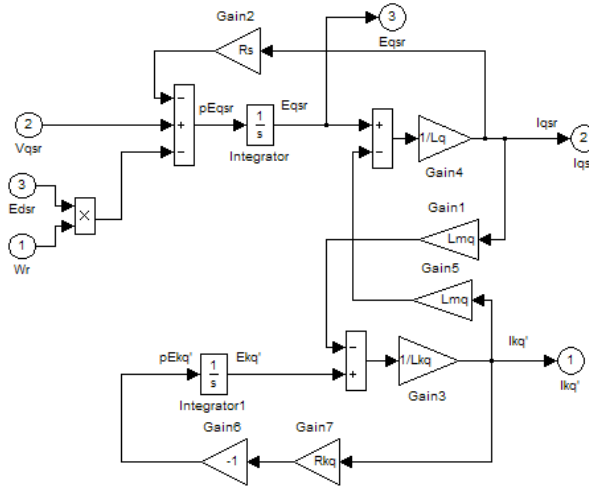 Gain2
3
Eqsr
Rs
pEqsr
Eqsr
2
Vqsr
−
+
−
1
s
Integrator
+
−
1/Lq
Gain4
Iqsr
2
Iqs
3
Edsr
×
1
Wr
Gain1
Lmq
Gain5
Lmq
pEkq'
1
s
Integrator1
Ekq'
−
+
1/Lkq
Gain3
Ikq'
1
Ikq'
Gain6
-1
Gain7
Rkq